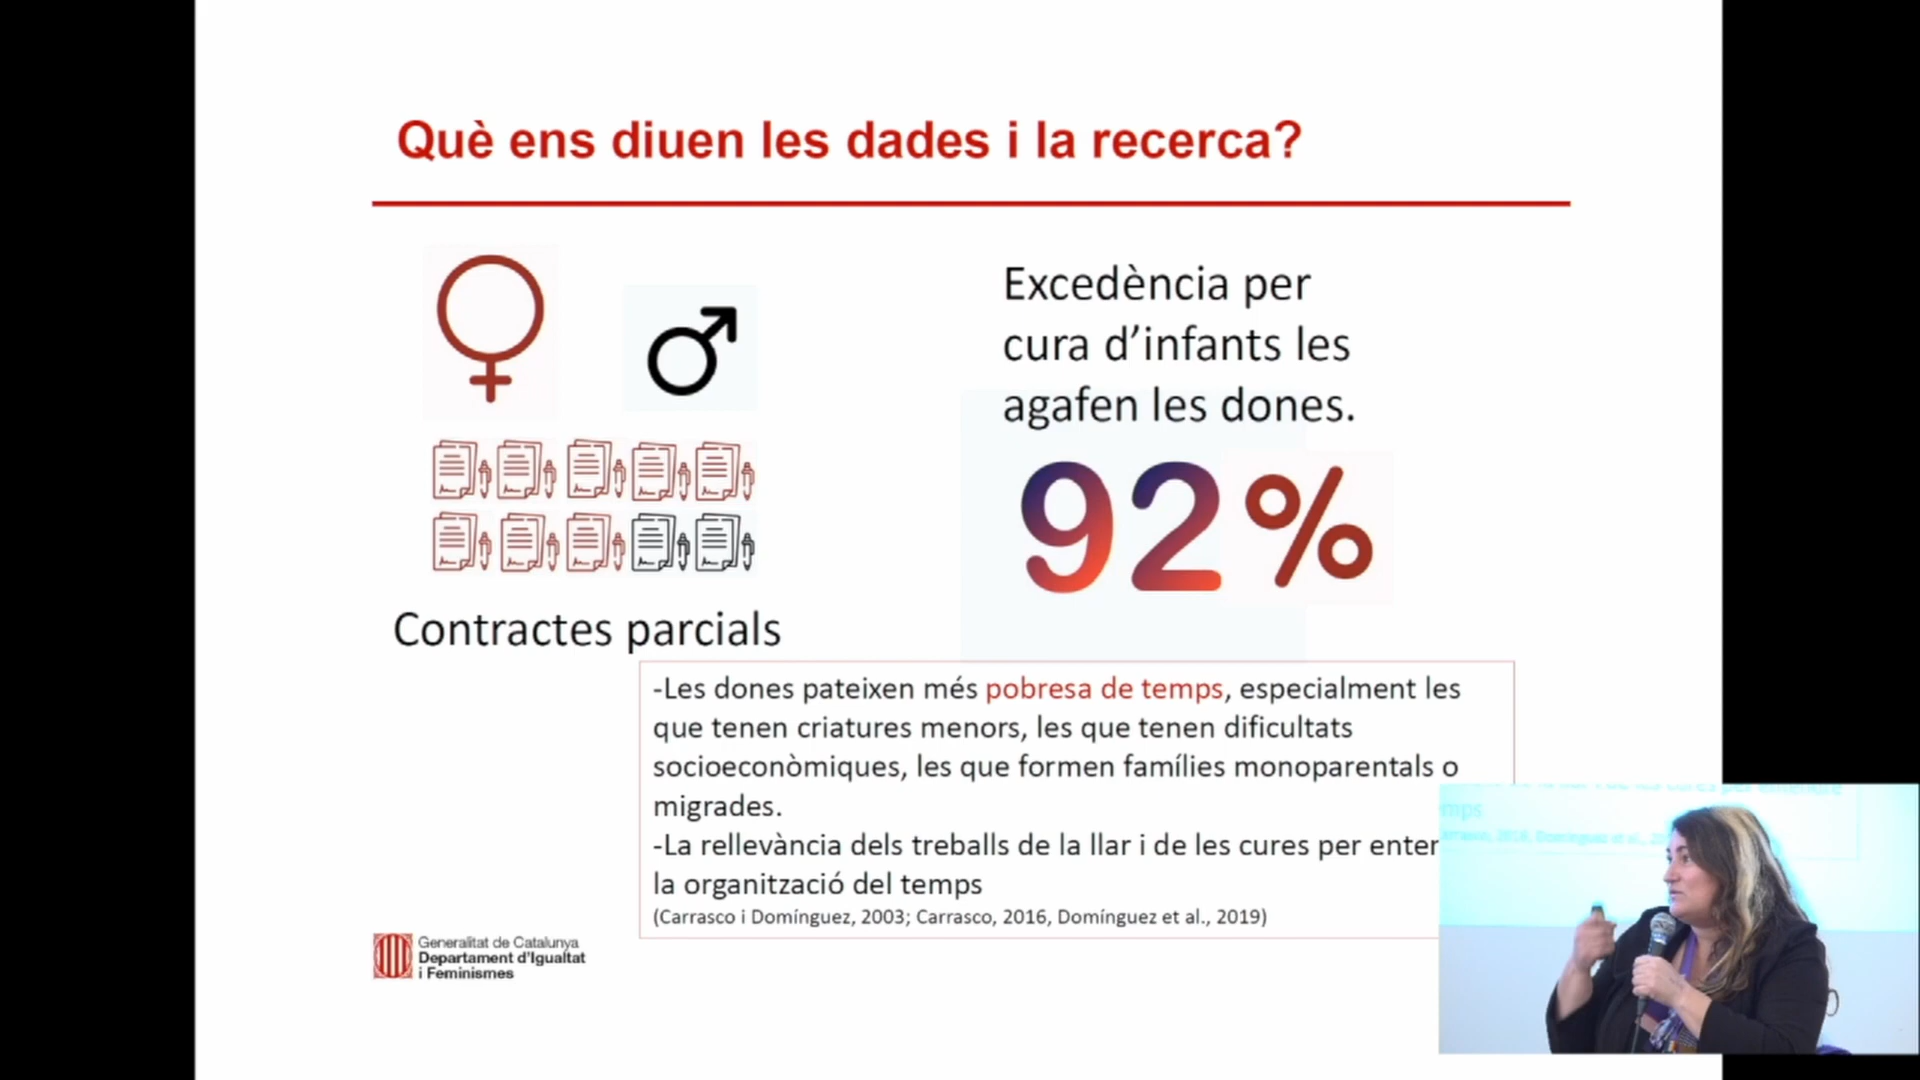 Què ens diuen les dades i la recerca?
Excedència per
cura d’infants les
agafen les dones.
92%
Contractes parcials
-Les dones pateixen més pobresa de temps, especialment les
que tenen criatures menors, les que tenen dificultats
socioeconòmiques, les que formen famílies monoparentals o
migrades.
-La rellevància dels treballs de la llar i de les cures per enten
la organització del temps
(Carrasco i Domínguez, 2003; Carrasco, 2016, Domínguez et al., 2019)
Generalitat de Catalunya
Departament d’Igualtat
i Feminismes